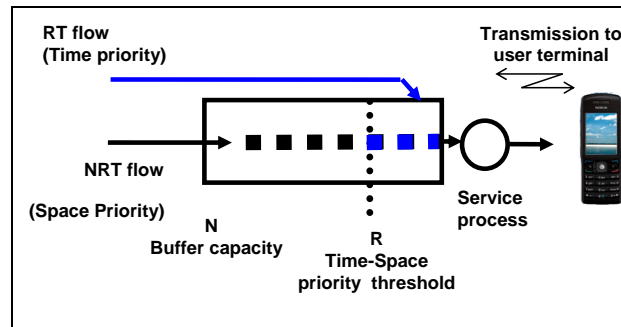 RT flow
(Time priority)
Transmission to
user terminal
NRT flow
(Space Priority)
Service
process
N
Buffer capacity
R
Time-Space
priority threshold